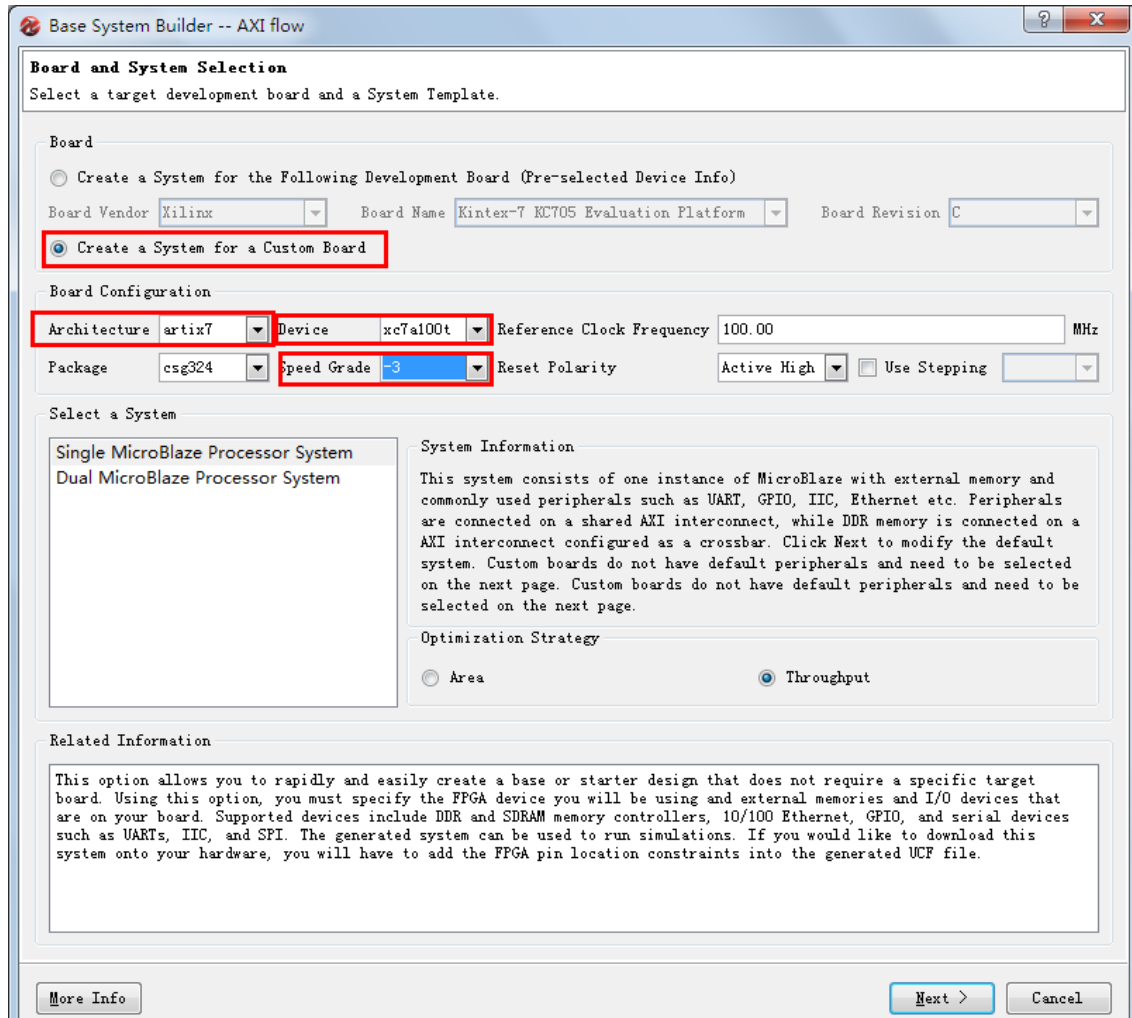 Base System Builder -- AXI flow
Board and System Selection
Select a target development board and a System Template.
Board
Create a System for the Following Development Board (Pre-selected Device Info)
Board Vendor Xilinx Board Name Kintex-7 KC705 Evaluation Platform Board Revision C
Create a System for a Custom Board
Board Configuration
Architecture artix7 Device xc7a100t Reference Clock Frequency 100.00 MHz
Package csg324 Speed Grade -3 Reset Polarity Active High Use Stepping
Select a System
Single MicroBlaze Processor System
Dual MicroBlaze Processor System
System Information
This system consists of one instance of MicroBlaze with external memory and
commonly used peripherals such as UART, GPIO, IIC, Ethernet etc. Peripherals
are connected on a shared AXI interconnect, while DDR memory is connected on a
AXI interconnect configured as a crossbar. Click Next to modify the default
system. Custom boards do not have default peripherals and need to be selected
on the next page. Custom boards do not have default peripherals and need to be
selected on the next page.
Optimization Strategy
Area Throughput
Related Information
This option allows you to rapidly and easily create a base or starter design that does not require a specific target
board. Using this option, you must specify the FPGA device you will be using and external memories and I/O devices that
are on your board. Supported devices include DDR and SDRAM memory controllers, 10/100 Ethernet, GPIO, and serial devices
such as UARTs, IIC, and SPI. The generated system can be used to run simulations. If you would like to download this
system onto your hardware, you will have to add the FPGA pin location constraints into the generated UCF file.
More Info Next > Cancel